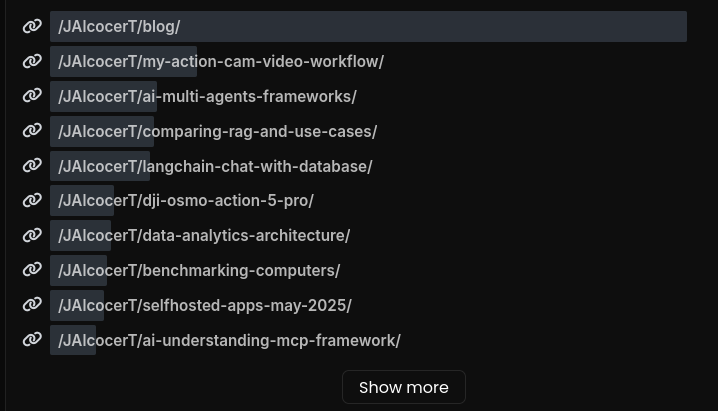 /JAlcocerT/blog/
/JAlcocerT/my-action-cam-video-workflow/
/JAlcocerT/ai-multi-agents-frameworks/
/JAlcocerT/comparing-rag-and-use-cases/
/JAlcocerT/langchain-chat-with-database/
/JAlcocerT/dji-osmo-action-5-pro/
/JAlcocerT/data-analytics-architecture/
/JAlcocerT/benchmarking-computers/
/JAlcocerT/selfhosted-apps-may-2025/
/JAlcocerT/ai-understanding-mcp-framework/
Show more